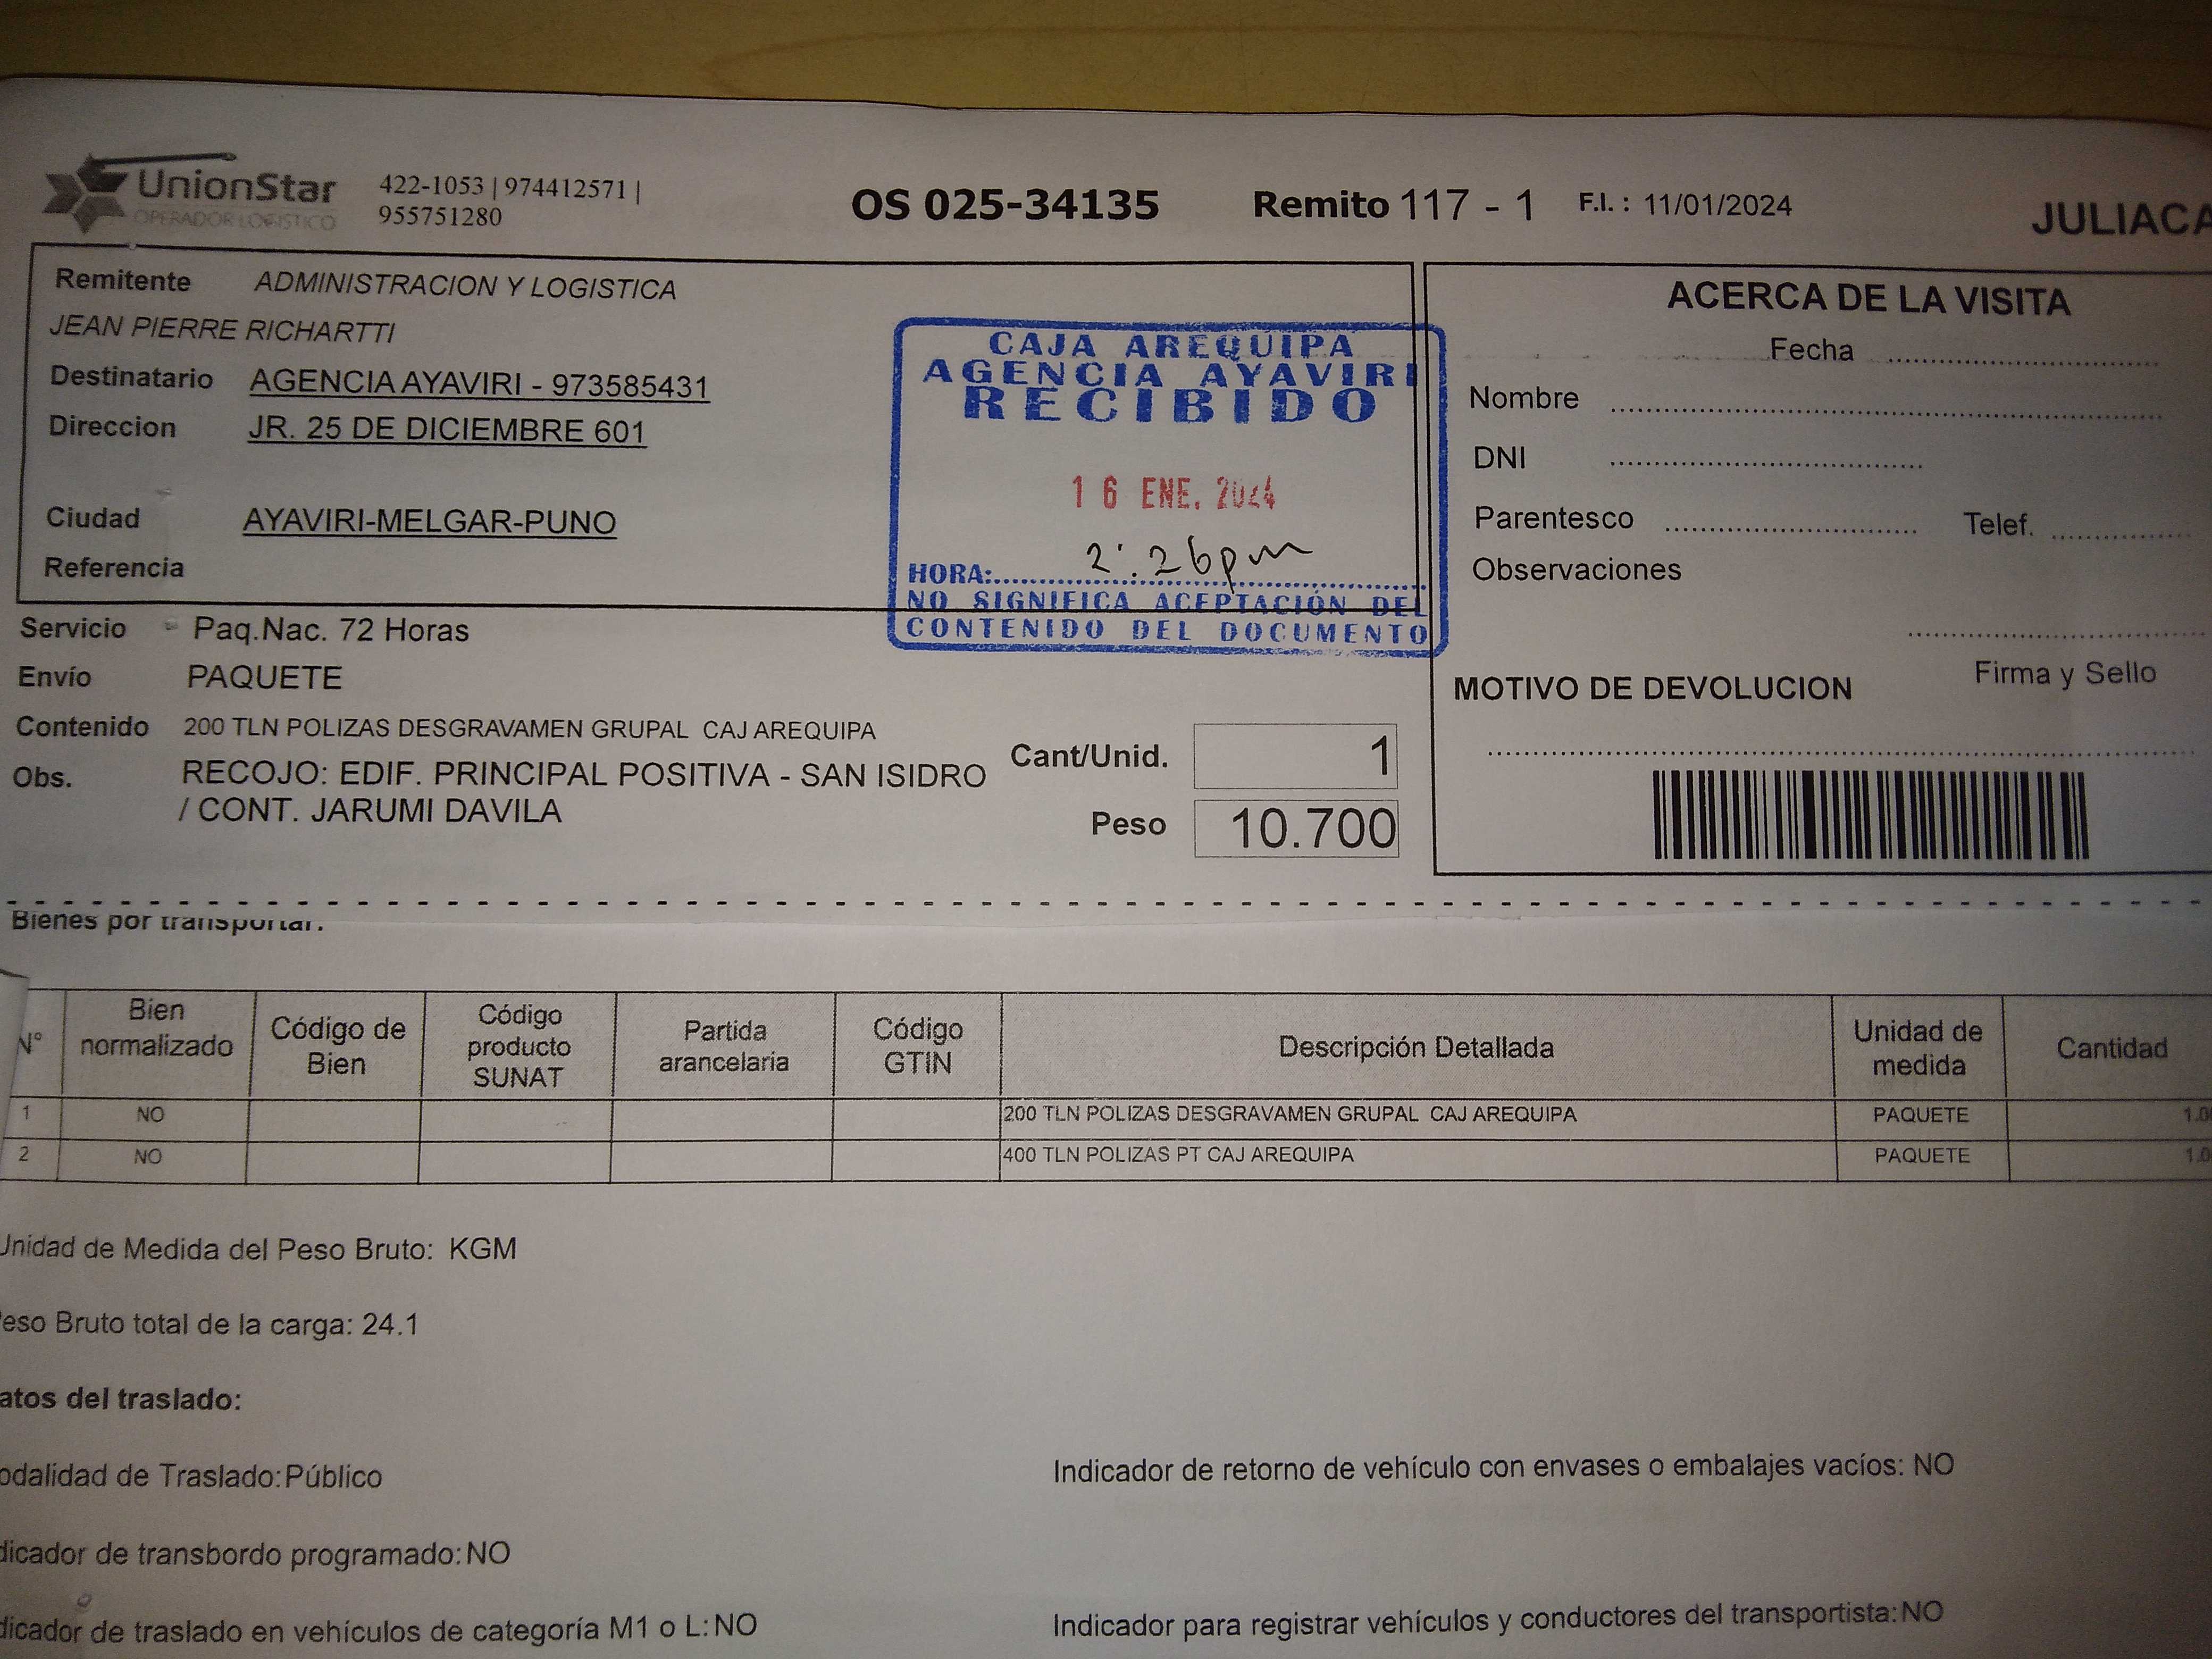 UnionStar
OPERADOR LOGISTICO
422-1053 | 974412571 |
955751280
OS 025-34135
Remito 117 - 1
F.I. : 11/01/2024
JULIACA
Remitente ADMINISTRACION Y LOGISTICA
JEAN PIERRE RICHARTTI
Destinatario AGENCIA AYAVIRI - 973585431
Direccion JR. 25 DE DICIEMBRE 601
Ciudad AYAVIRI-MELGAR-PUNO
Referencia
CAJA AREQUIPA
AGENCIA AYAVIRI
RECIBIDO
16 ENE. 2024
HORA: 2:26pm
NO SIGNIFICA ACEPTACIÓN DEL
CONTENIDO DEL DOCUMENTO
ACERCA DE LA VISITA
Fecha
Nombre
DNI
Parentesco Telef.
Observaciones
Firma y Sello
MOTIVO DE DEVOLUCION
Servicio Paq.Nac. 72 Horas
Envío PAQUETE
Contenido 200 TLN POLIZAS DESGRAVAMEN GRUPAL CAJ AREQUIPA
Obs. RECOJO: EDIF. PRINCIPAL POSITIVA - SAN ISIDRO
/ CONT. JARUMI DAVILA
Cant/Unid. 1
Peso 10.700
Bienes por transportar:
N° Bien normalizado Código de Bien Código producto SUNAT Partida arancelaria Código GTIN Descripción Detallada Unidad de medida Cantidad
1 NO 200 TLN POLIZAS DESGRAVAMEN GRUPAL CAJ AREQUIPA PAQUETE 1.0
2 NO 400 TLN POLIZAS PT CAJ AREQUIPA PAQUETE 1.0
Unidad de Medida del Peso Bruto: KGM
eso Bruto total de la carga: 24.1
atos del traslado:
odalidad de Traslado: Público
Indicador de retorno de vehículo con envases o embalajes vacíos: NO
dicador de transbordo programado: NO
dicador de traslado en vehículos de categoría M1 o L: NO
Indicador para registrar vehículos y conductores del transportista: NO